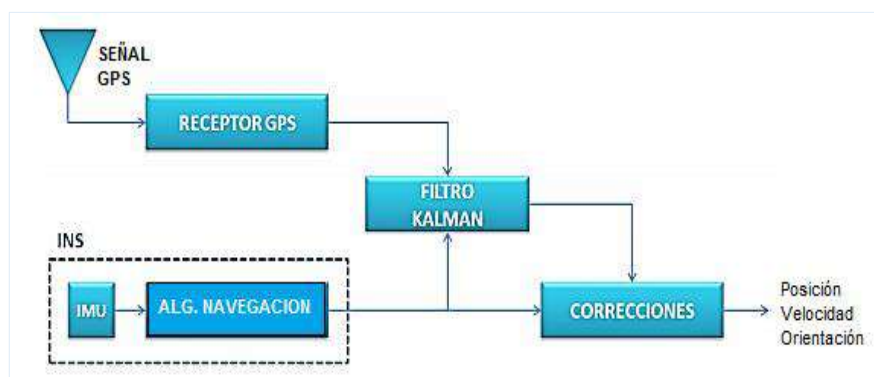 SEÑAL
GPS
RECEPTOR GPS
FILTRO
KALMAN
INS
IMU
ALG. NAVEGACION
CORRECCIONES
Posición
Velocidad
Orientación